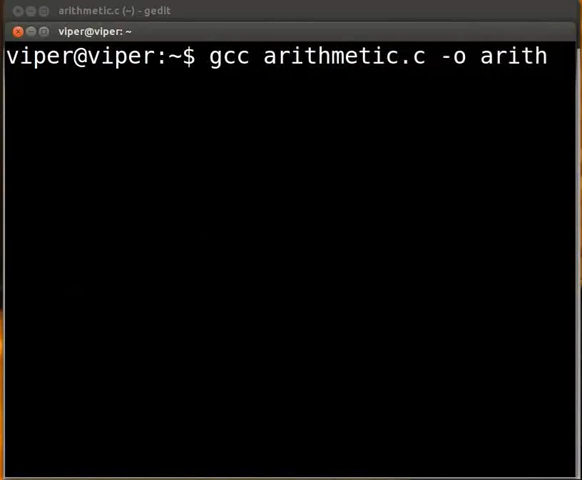 arithmetic.c (~) - gedit
viper@viper: ~
viper@viper:~$ gcc arithmetic.c -o arith